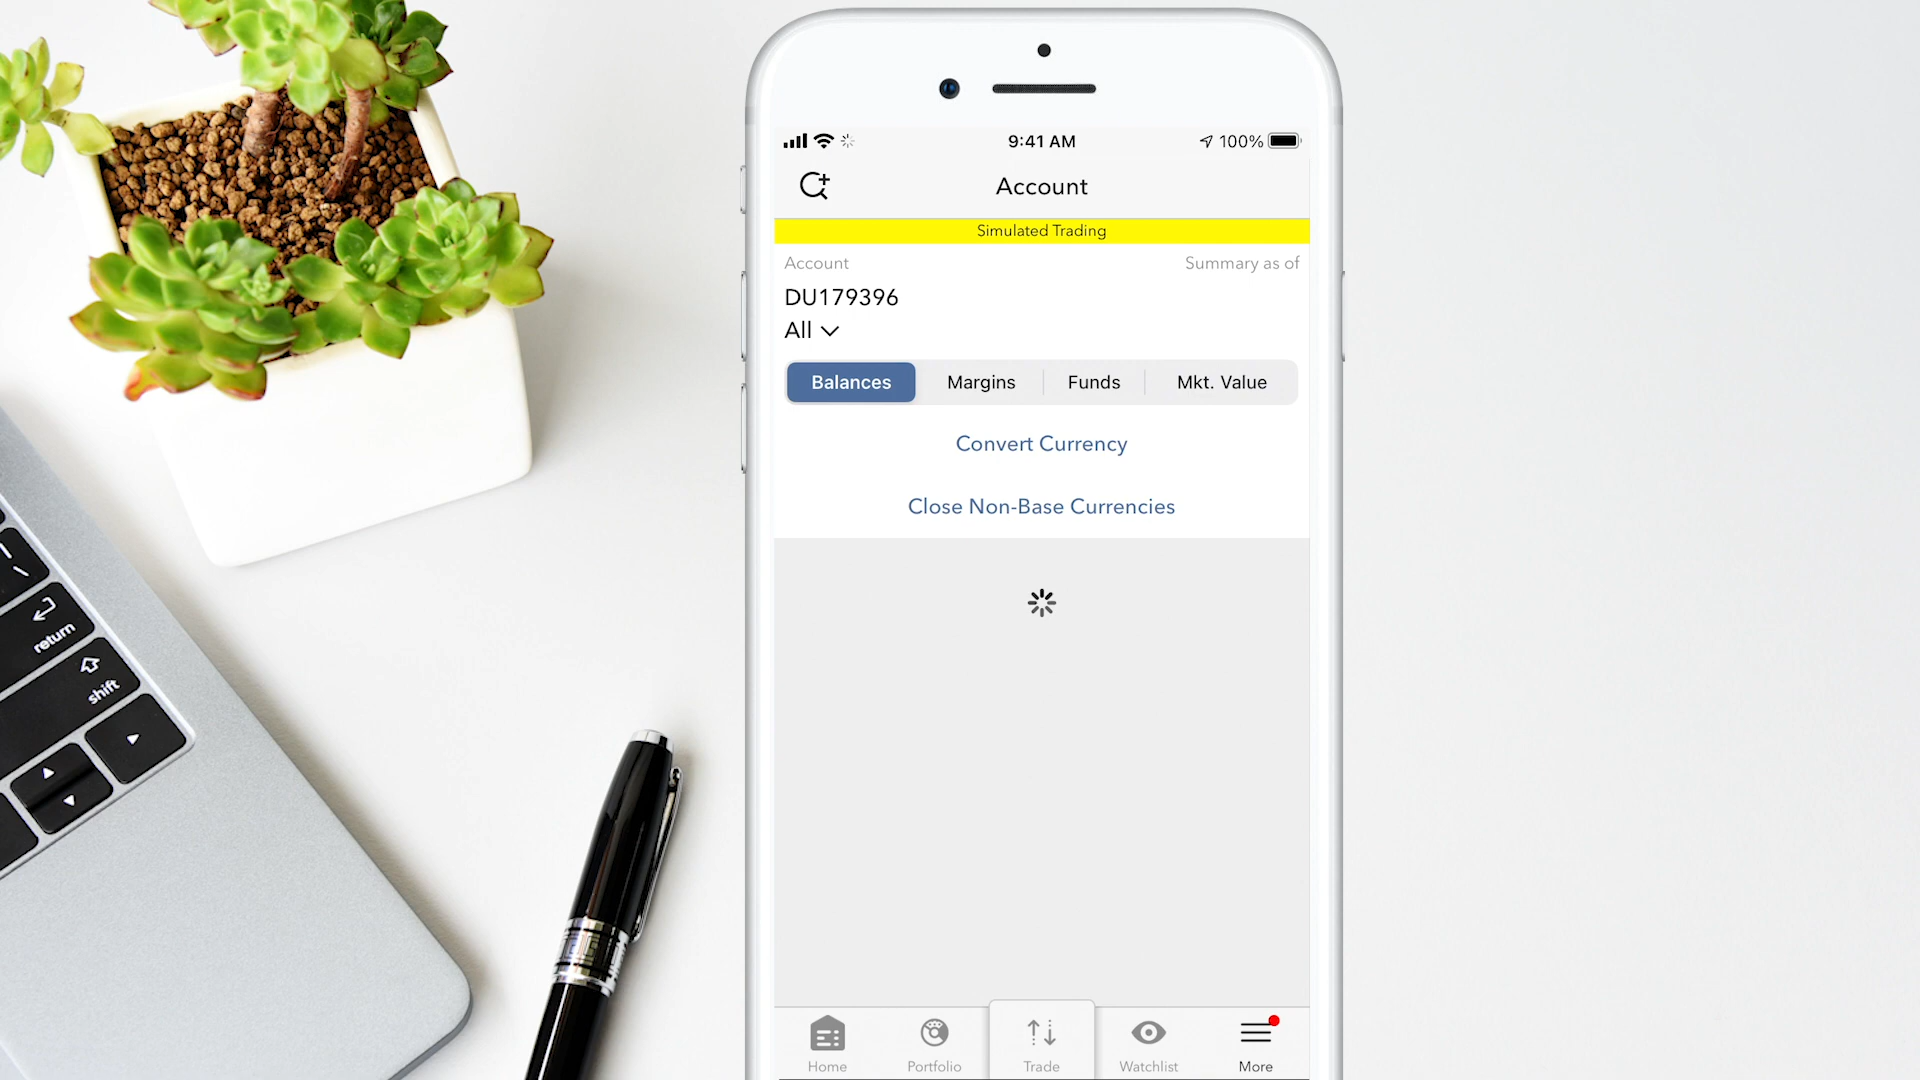 9:41 AM
100%
Account
Simulated Trading
Account
Summary as of
DU179396
All
Balances Margins Funds Mkt. Value
Convert Currency
Close Non-Base Currencies
Home Portfolio Trade Watchlist More
return
shift